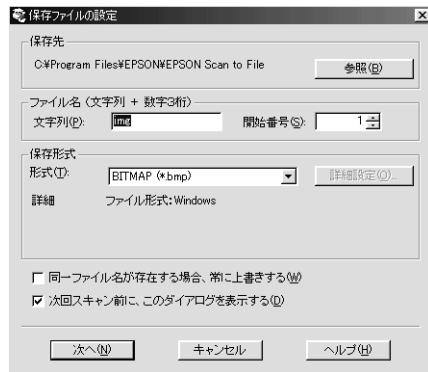 保存ファイルの設定
保存先
C:¥Program Files¥EPSON¥EPSON Scan to File
参照(B)
ファイル名 (文字列 + 数字3桁)
文字列(P): img 開始番号(S): 1
保存形式
形式(T): BITMAP (*.bmp) 詳細設定(O)...
詳細 ファイル形式:Windows
同一ファイル名が存在する場合、常に上書きする(W)
次回スキャン前に、このダイアログを表示する(D)
次へ(N) キャンセル ヘルプ(H)